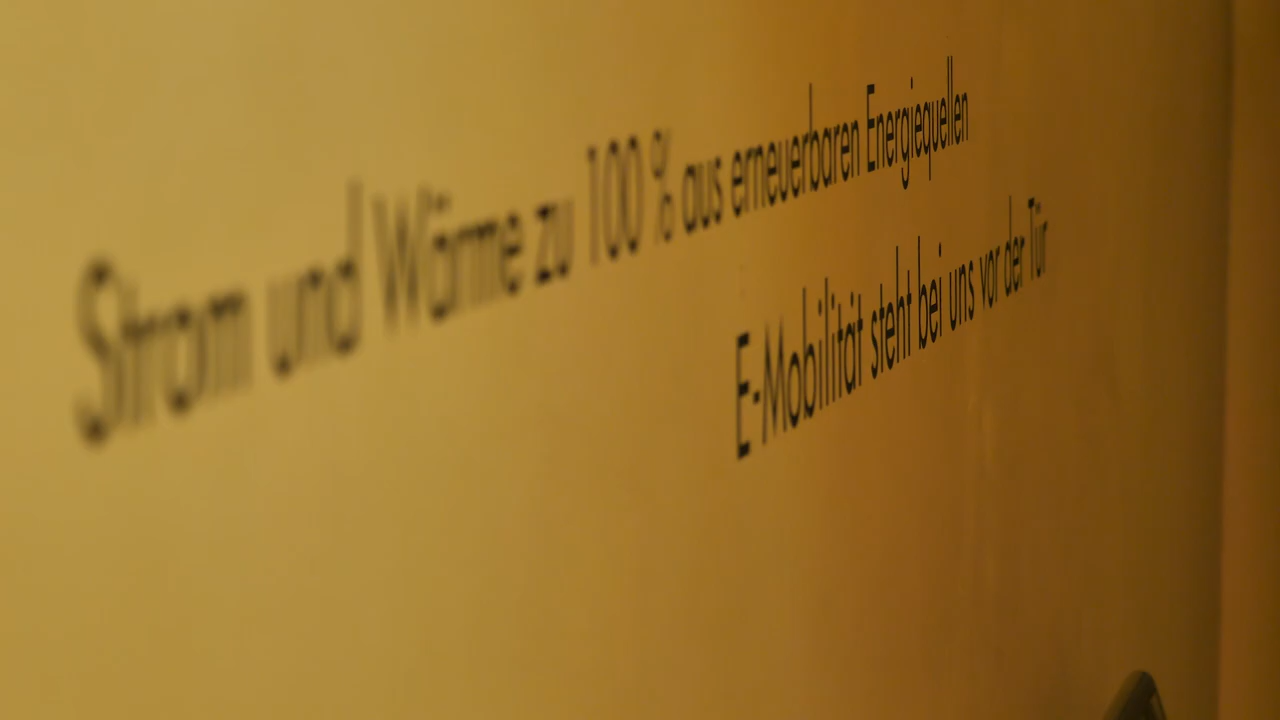 Strom und Wärme zu 100 % aus erneuerbaren Energiequellen
E-Mobilität steht bei uns vor der Tür